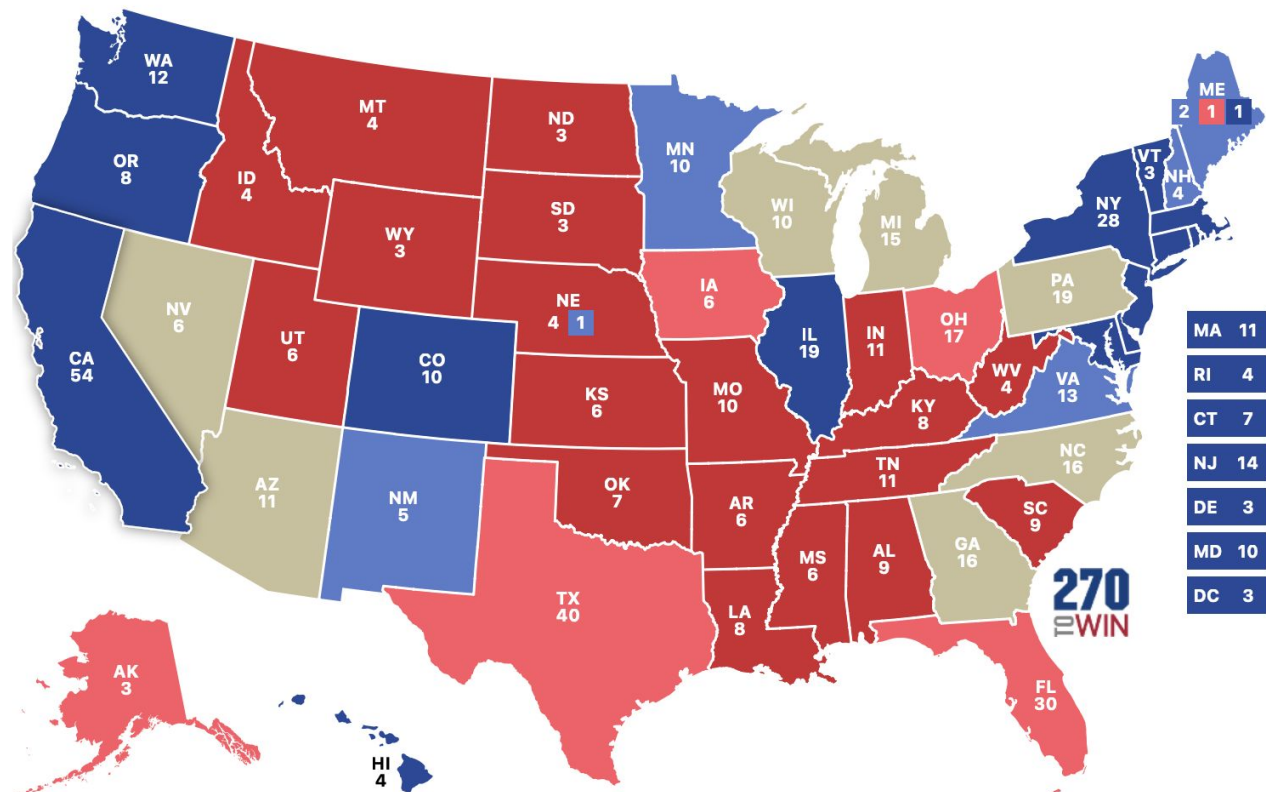 WA
12
MT
4
ND
3
MN
10
ME
2 1 1
VT
3
NH
4
OR
8
ID
4
SD
3
WI
10
MI
15
NY
28
WY
3
IA
6
PA
19
NV
6
NE
4 1
OH
17
UT
6
CO
10
IL
19
IN
11
WV
4
VA
13
CA
54
KS
6
MO
10
KY
8
NC
16
AZ
11
NM
5
OK
7
TN
11
AR
6
SC
9
MS
6
AL
9
GA
16
TX
40
LA
8
AK
3
FL
30
HI
4
MA 11
RI 4
CT 7
NJ 14
DE 3
MD 10
DC 3
270
TO WIN